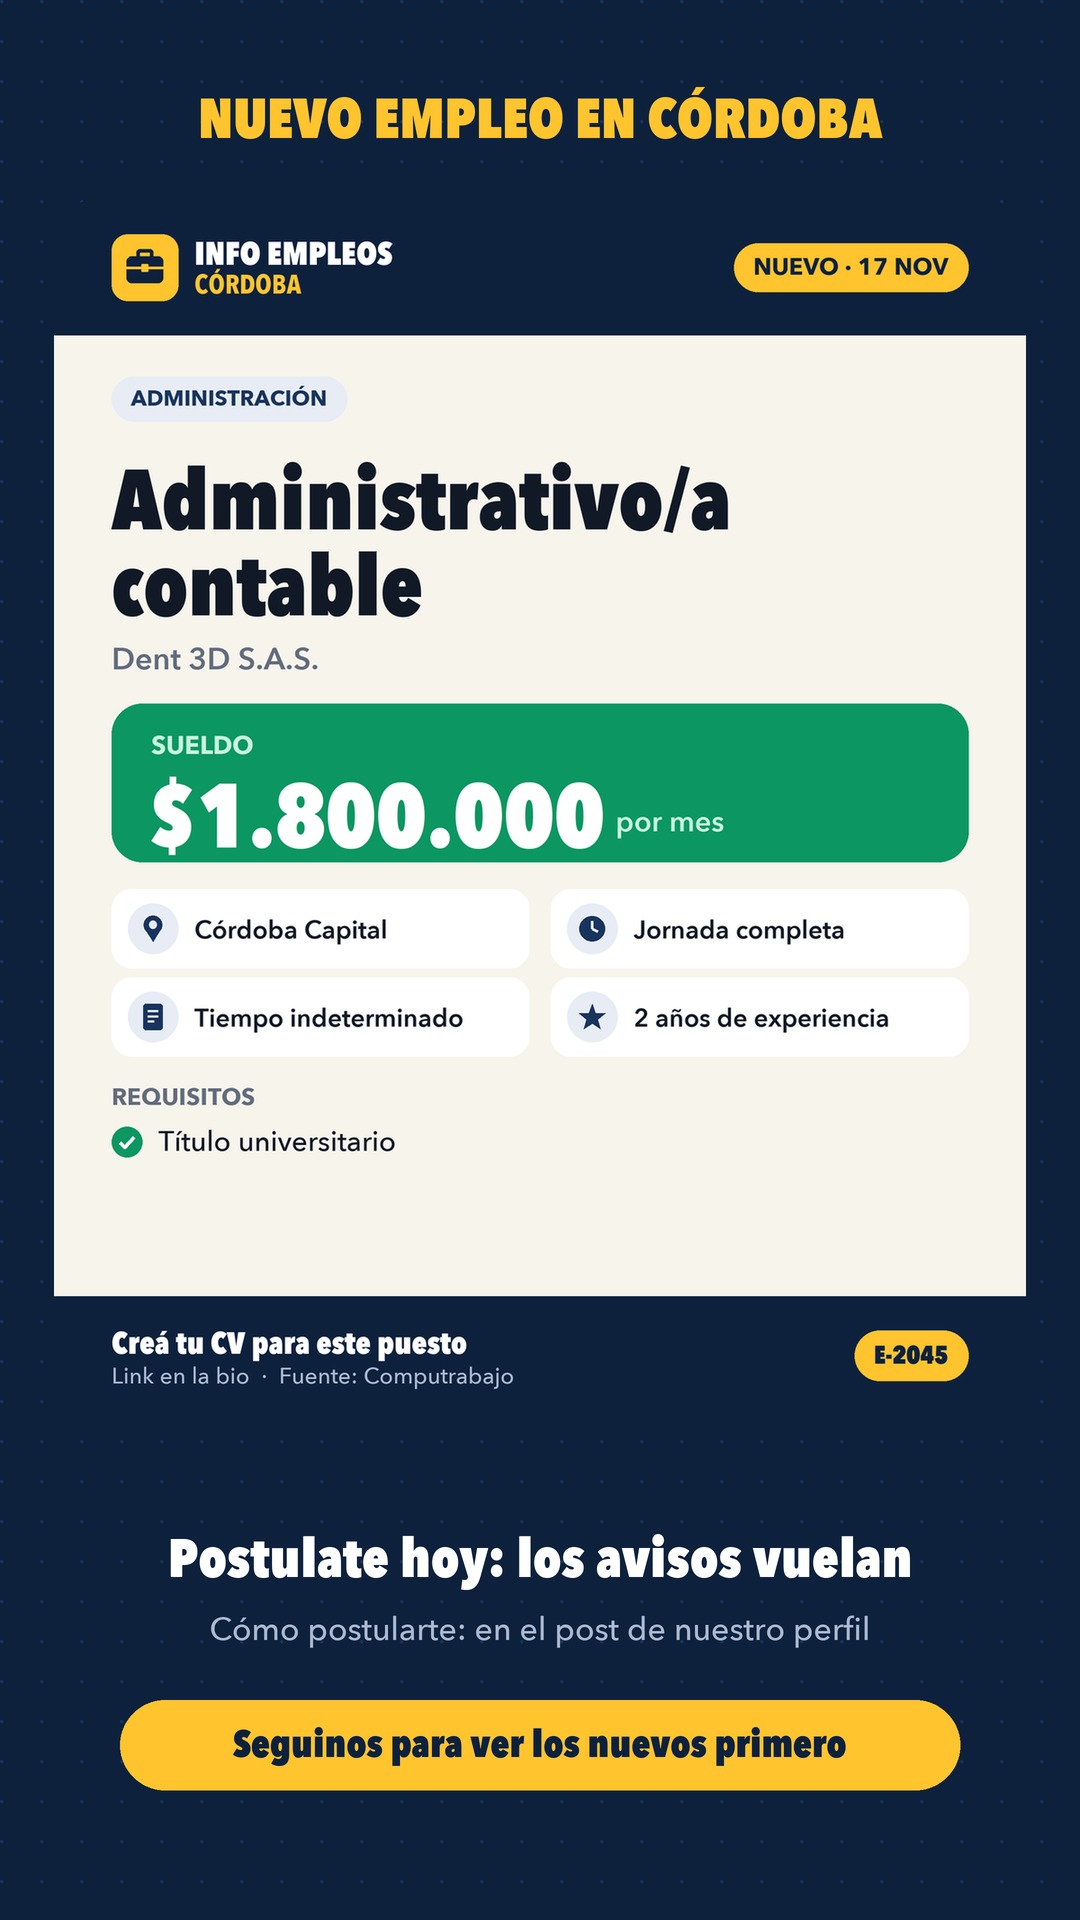 NUEVO EMPLEO EN CÓRDOBA
INFO EMPLEOS
CÓRDOBA
NUEVO · 17 NOV
ADMINISTRACIÓN
Administrativo/a
contable
Dent 3D S.A.S.
SUELDO
$1.800.000 por mes
Córdoba Capital
Jornada completa
Tiempo indeterminado
2 años de experiencia
REQUISITOS
Título universitario
Creá tu CV para este puesto
Link en la bio · Fuente: Computrabajo
E-2045
Postulate hoy: los avisos vuelan
Cómo postularte: en el post de nuestro perfil
Seguinos para ver los nuevos primero